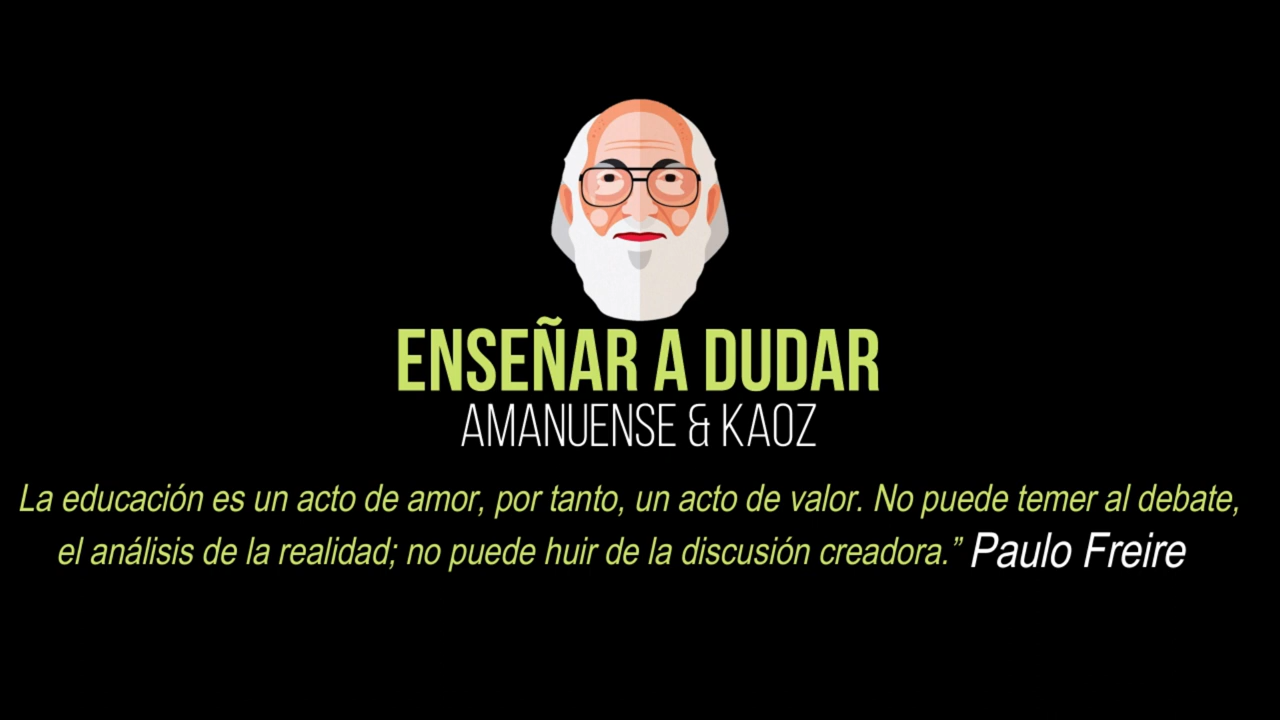 ENSEÑAR A DUDAR
AMANUENSE & KAOZ
La educación es un acto de amor, por tanto, un acto de valor. No puede temer al debate,
el análisis de la realidad; no puede huir de la discusión creadora.” Paulo Freire